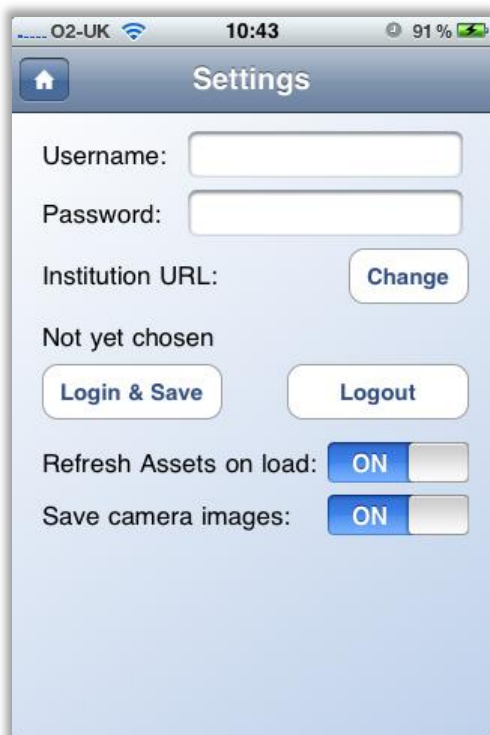 O2-UK 10:43 91%
Settings
Username:
Password:
Institution URL: Change
Not yet chosen
Login & Save Logout
Refresh Assets on load: ON
Save camera images: ON